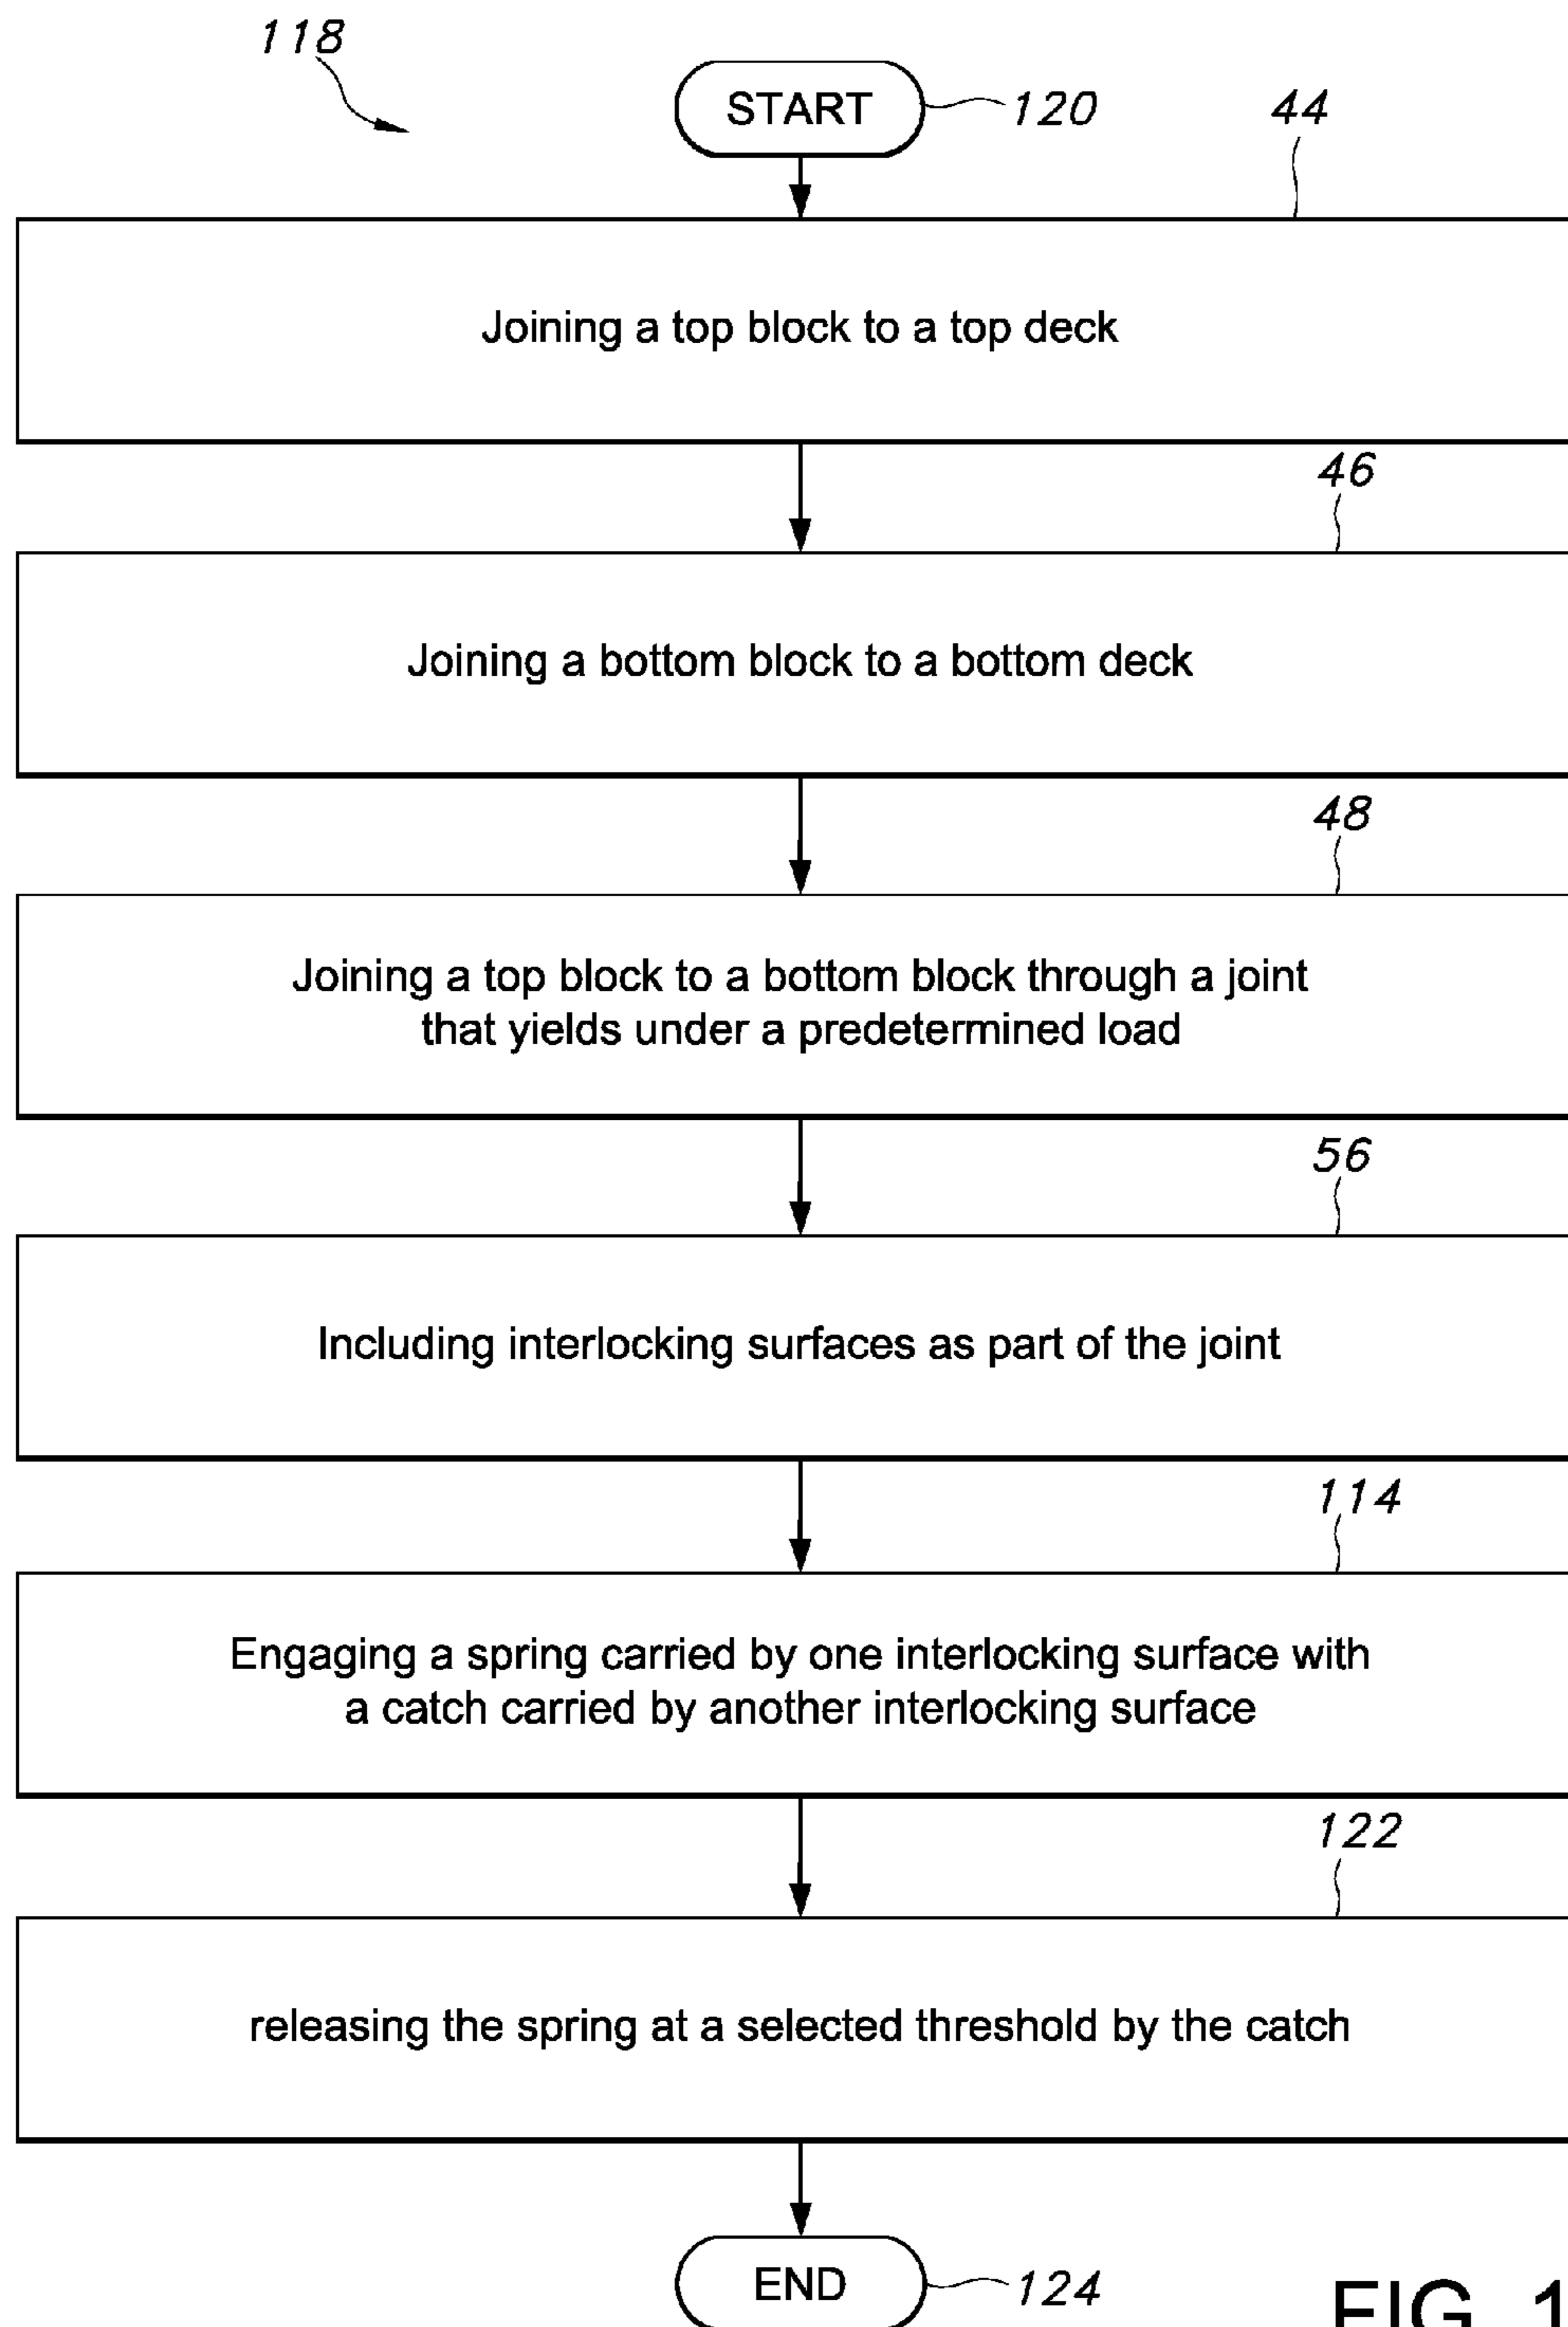 118
START
120
44
Joining a top block to a top deck
46
Joining a bottom block to a bottom deck
48
Joining a top block to a bottom block through a joint
that yields under a predetermined load
56
Including interlocking surfaces as part of the joint
114
Engaging a spring carried by one interlocking surface with
a catch carried by another interlocking surface
122
releasing the spring at a selected threshold by the catch
END
124
FIG. 1